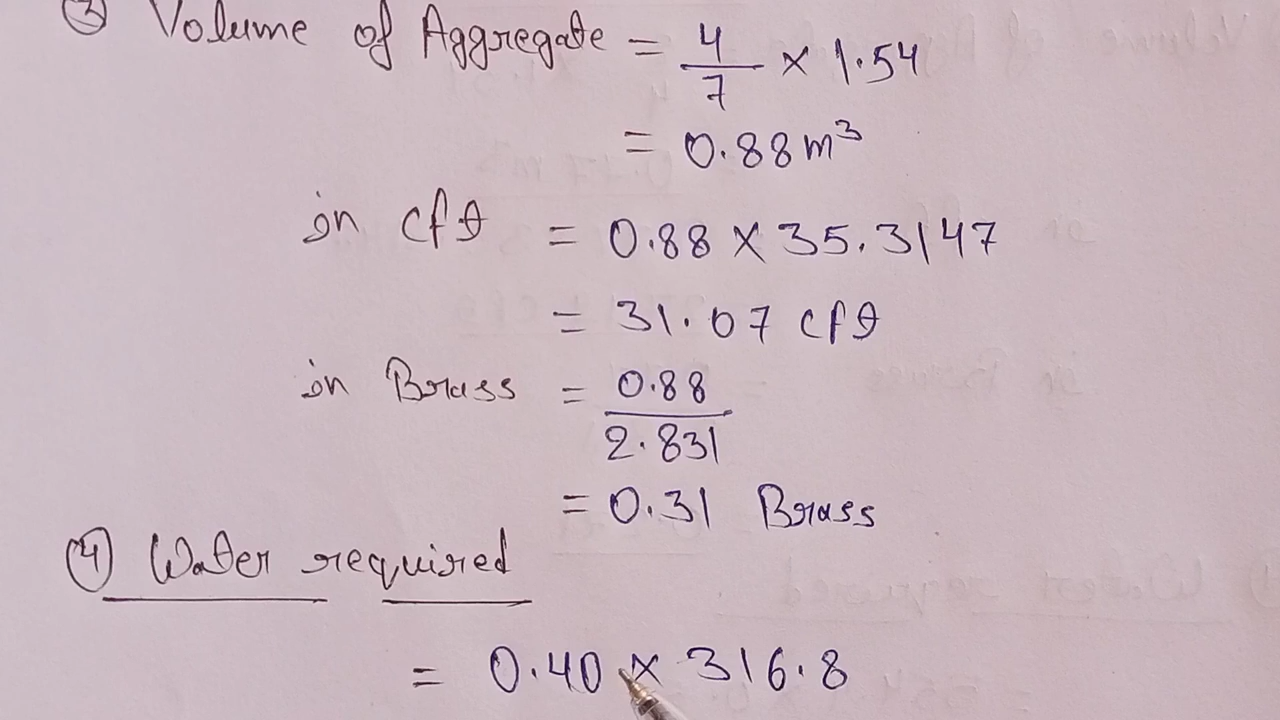 ③ Volume of Aggregate = 4/7 × 1.54
= 0.88 m³
in cft = 0.88 × 35.3147
= 31.07 cft
in Brass = 0.88/2.831
= 0.31 Brass
④ Water required
= 0.40 × 316.8